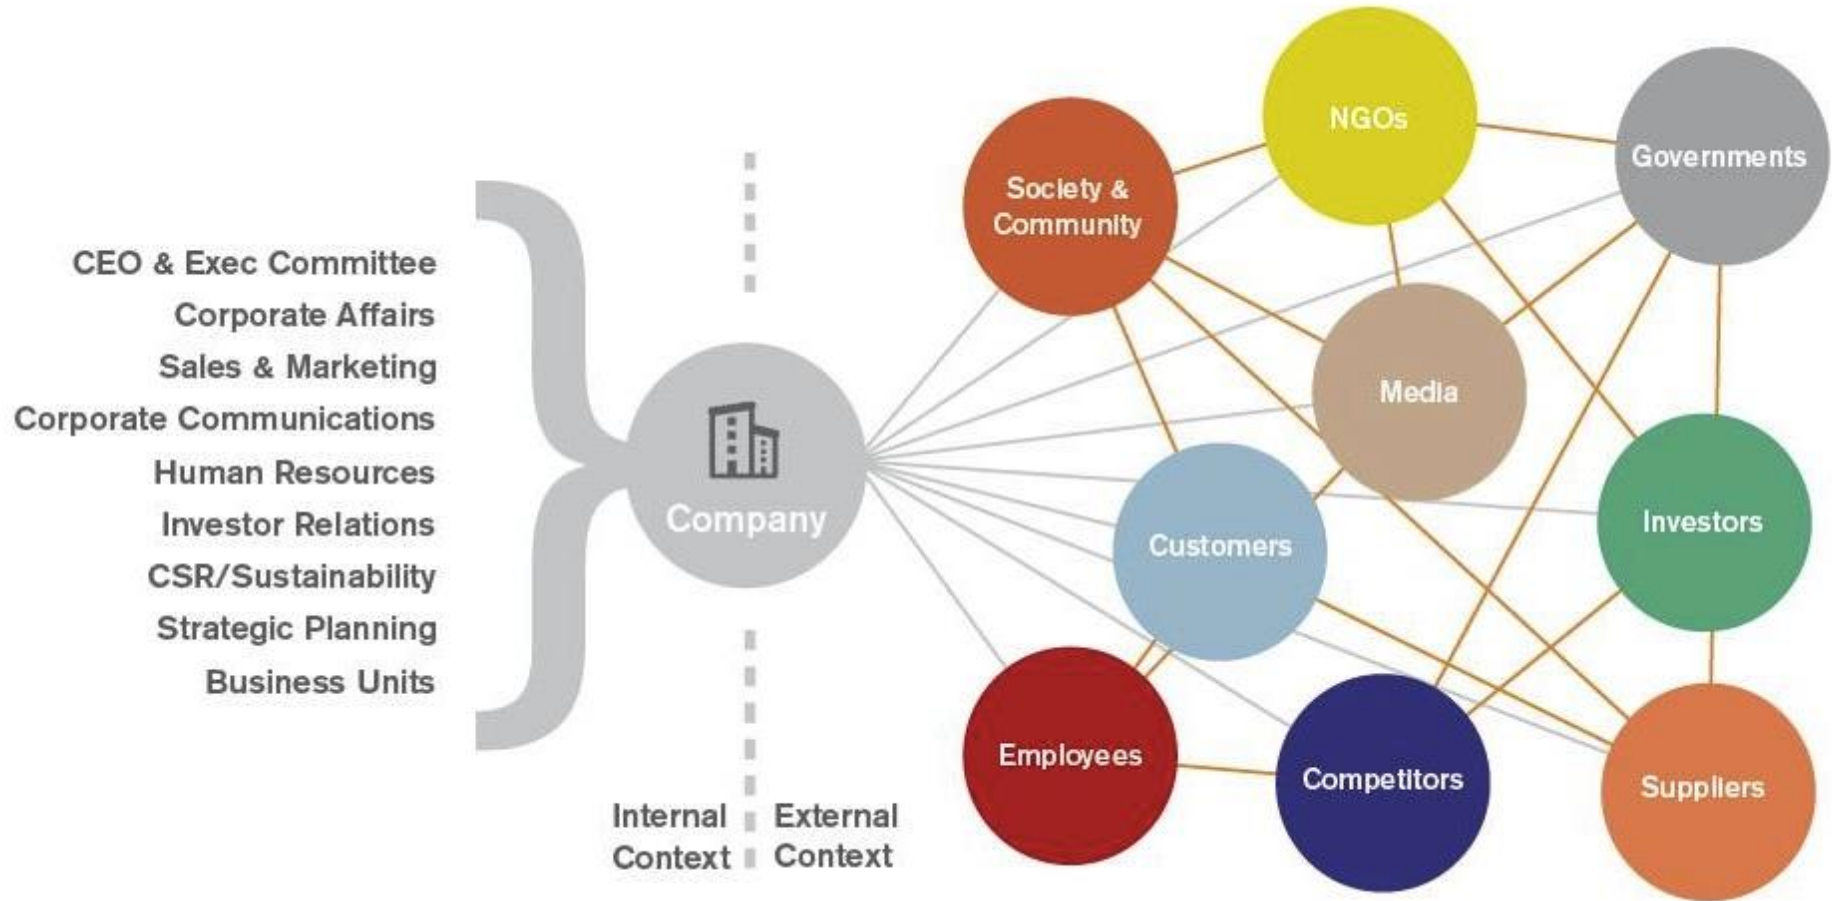 CEO & Exec Committee
Corporate Affairs
Sales & Marketing
Corporate Communications
Human Resources
Investor Relations
CSR/Sustainability
Strategic Planning
Business Units
Company
Internal
Context
External
Context
Society &
Community
NGOs
Governments
Media
Customers
Investors
Employees
Competitors
Suppliers